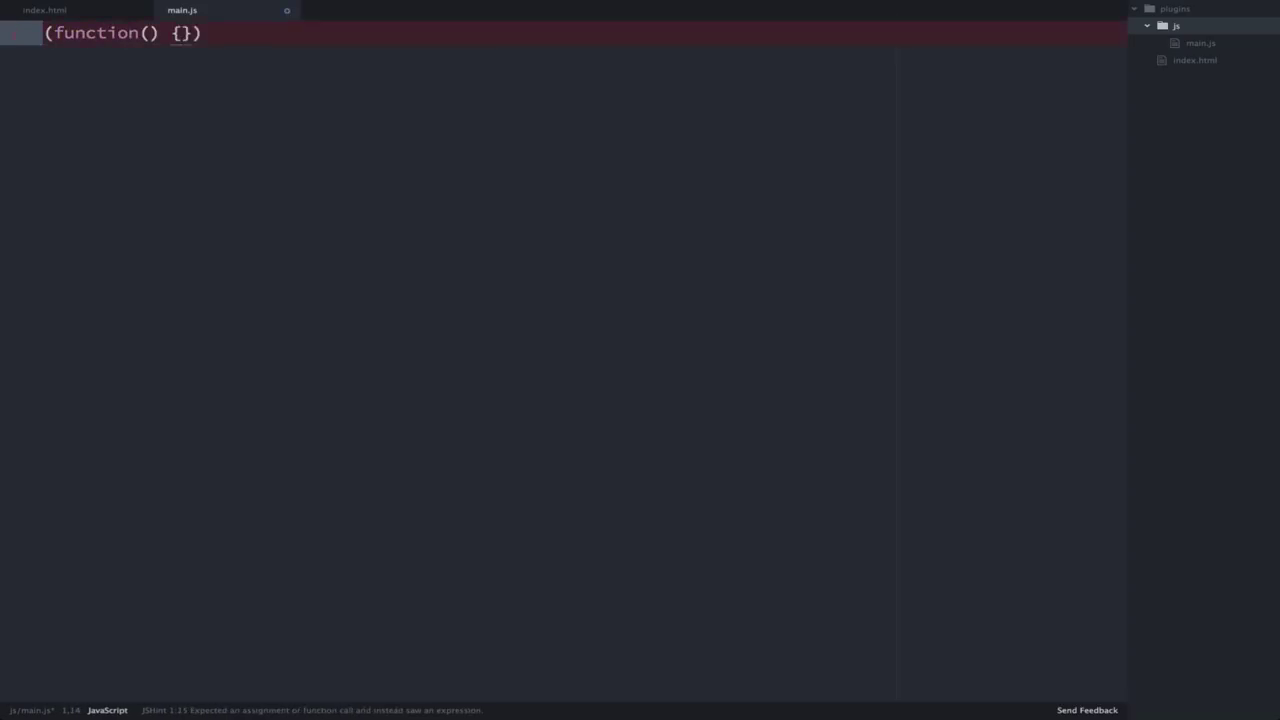 index.html
main.js
(function() {})
plugins
js
main.js
index.html
js/main.js* 1,14 JavaScript JSHint 1:15 Expected an assignment or function call and instead saw an expression. Send Feedback